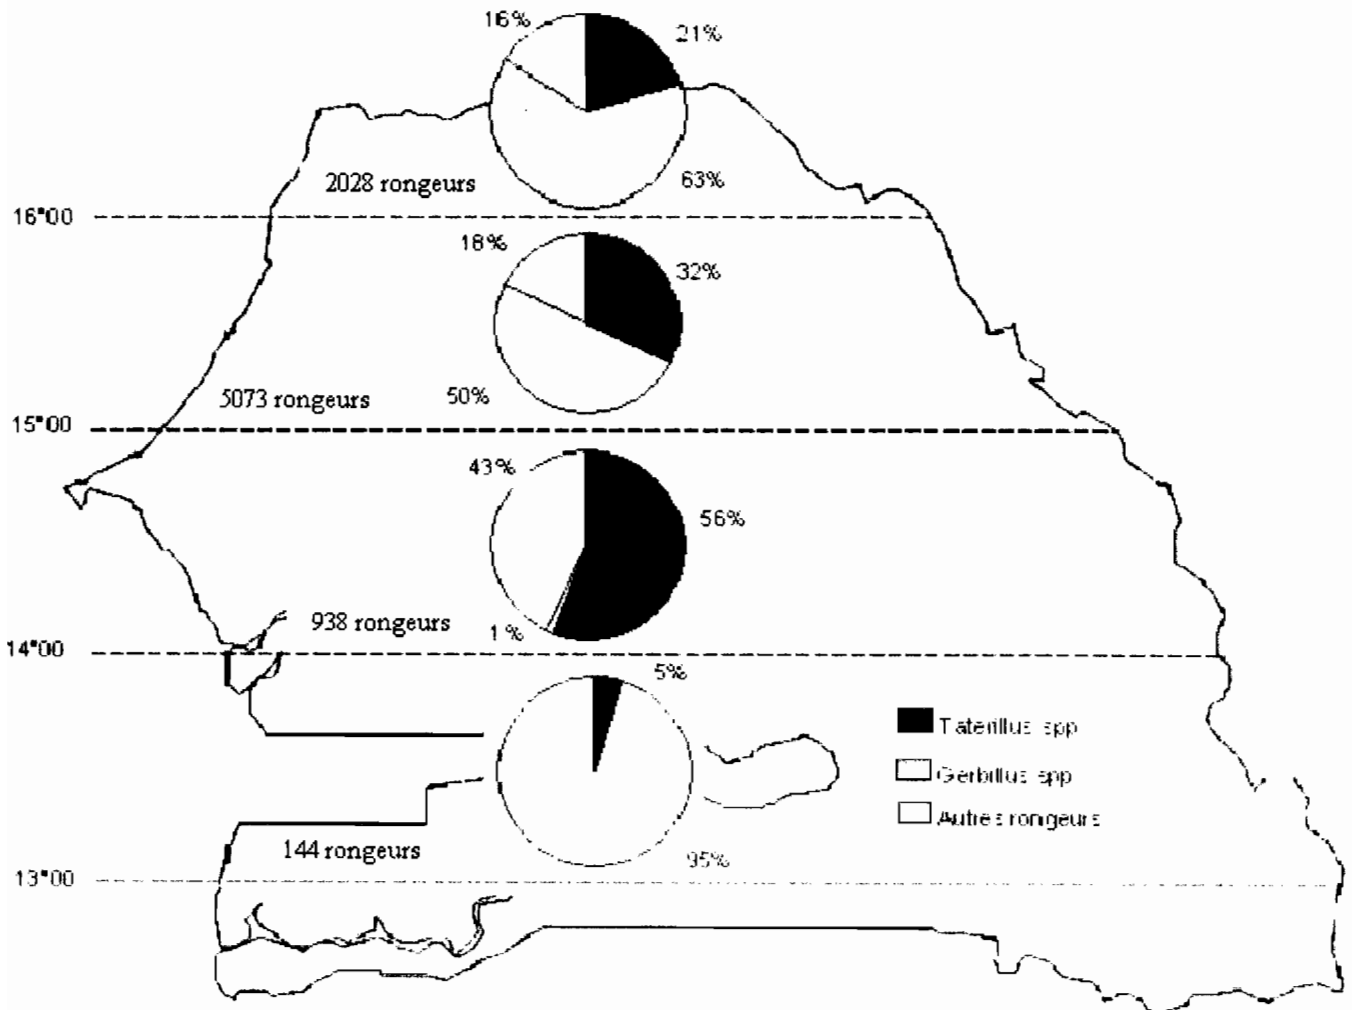 16%
21%
2028 rongeurs
63%
16°00
18%
32%
5073 rongeurs
50%
15°00
43%
56%
938 rongeurs
1%
14°00
5%
Taterillus spp
Gerbillus spp
Autres rongeurs
144 rongeurs
95%
13°00